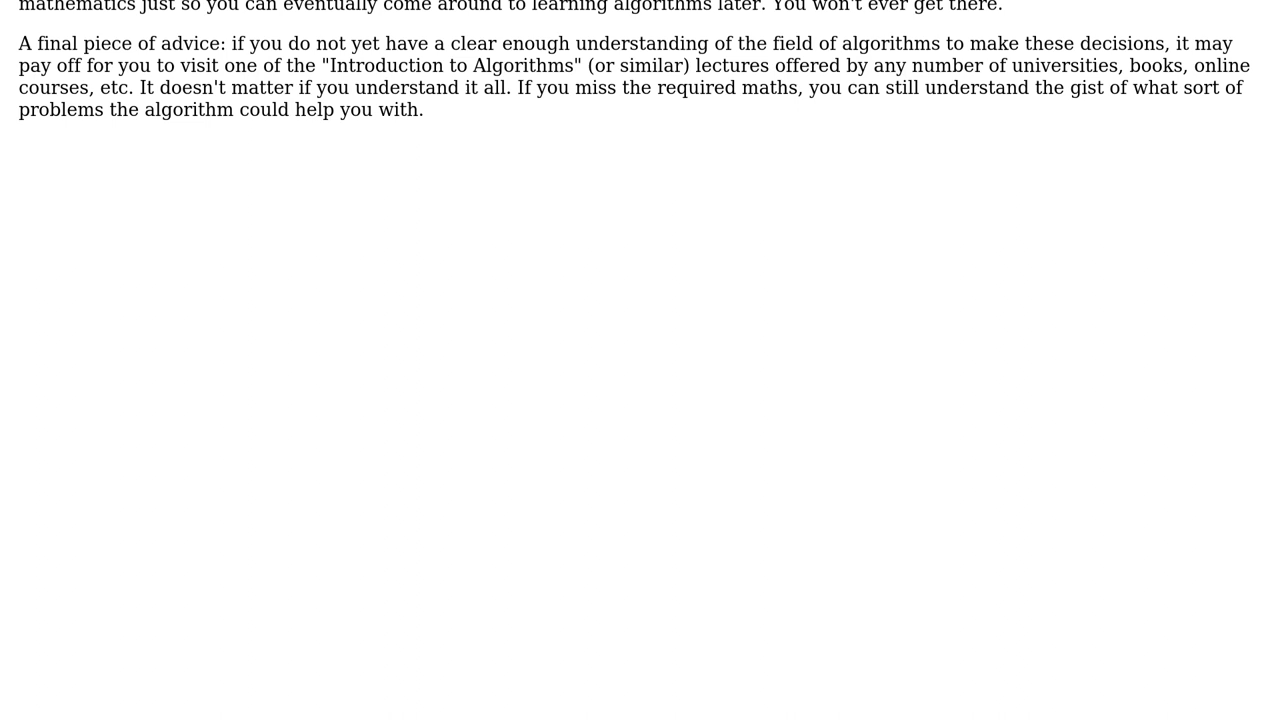 mathematics just so you can eventually come around to learning algorithms later. You won't ever get there.
A final piece of advice: if you do not yet have a clear enough understanding of the field of algorithms to make these decisions, it may
pay off for you to visit one of the "Introduction to Algorithms" (or similar) lectures offered by any number of universities, books, online
courses, etc. It doesn't matter if you understand it all. If you miss the required maths, you can still understand the gist of what sort of
problems the algorithm could help you with.